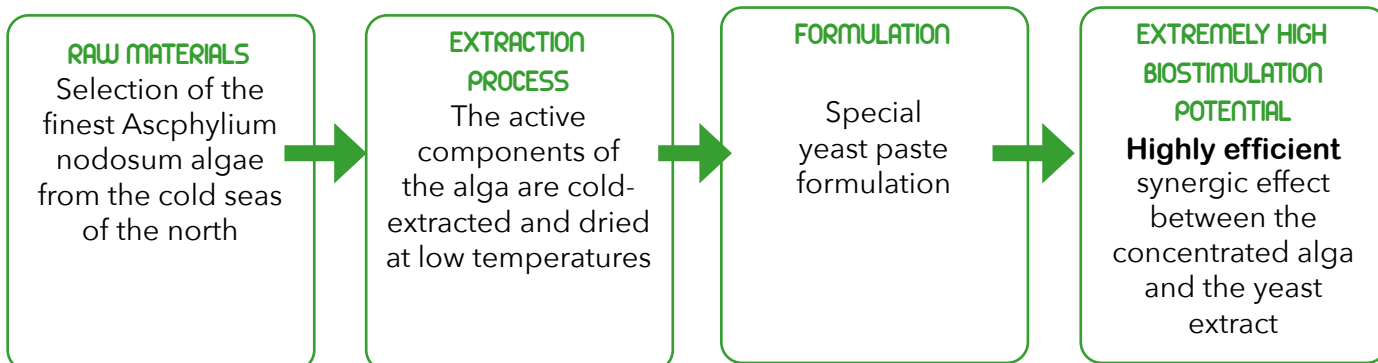 RAW MATERIALS
Selection of the
finest Ascphylium
nodosum algae
from the cold seas
of the north
EXTRACTION
PROCESS
The active
components of
the alga are cold-
extracted and dried
at low temperatures
FORMULATION
Special
yeast paste
formulation
EXTREMELY HIGH
BIOSTIMULATION
POTENTIAL
Highly efficient
synergic effect
between the
concentrated alga
and the yeast
extract